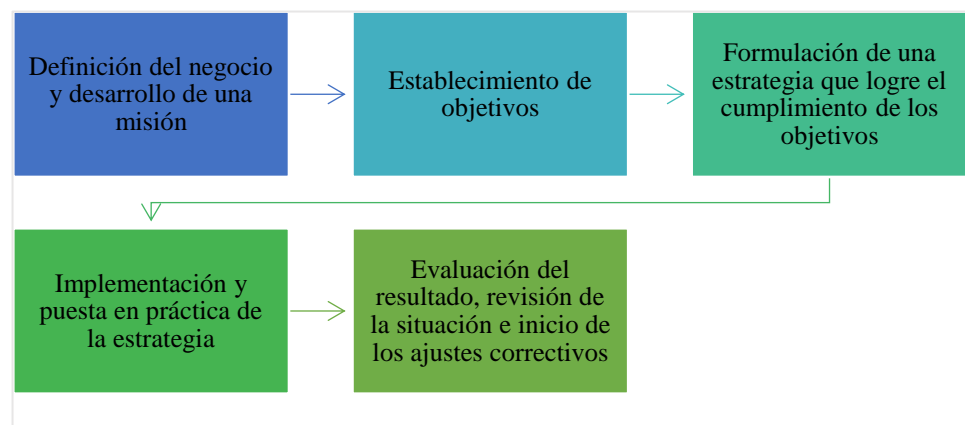 Definición del negocio
y desarrollo de una
misión
Establecimiento de
objetivos
Formulación de una
estrategia que logre el
cumplimiento de los
objetivos
Implementación y
puesta en práctica de
la estrategia
Evaluación del
resultado, revisión de
la situación e inicio de
los ajustes correctivos